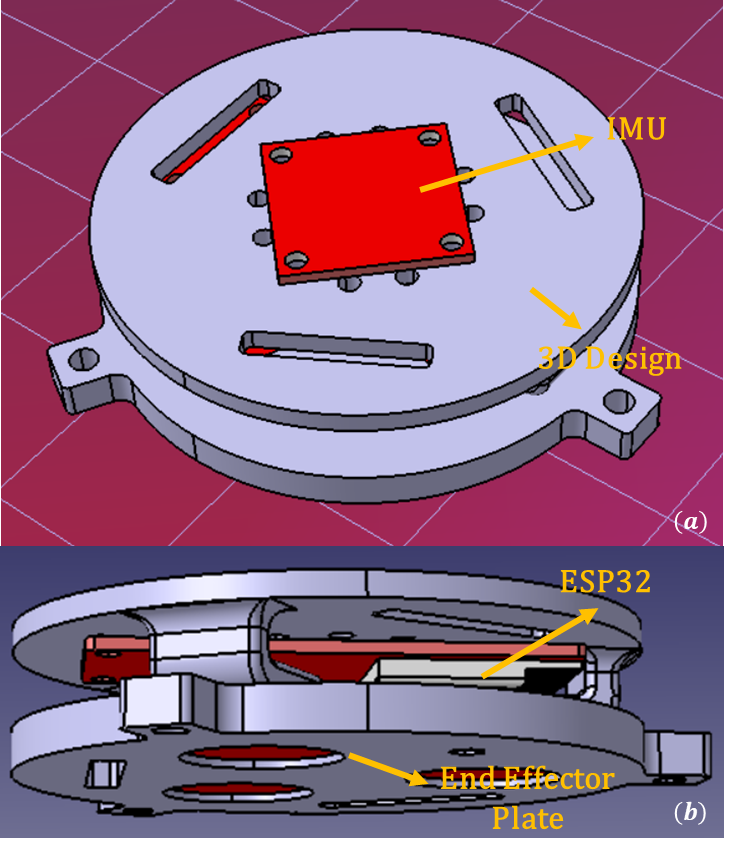 IMU
3D Design
(a)
ESP32
End Effector
Plate
(b)